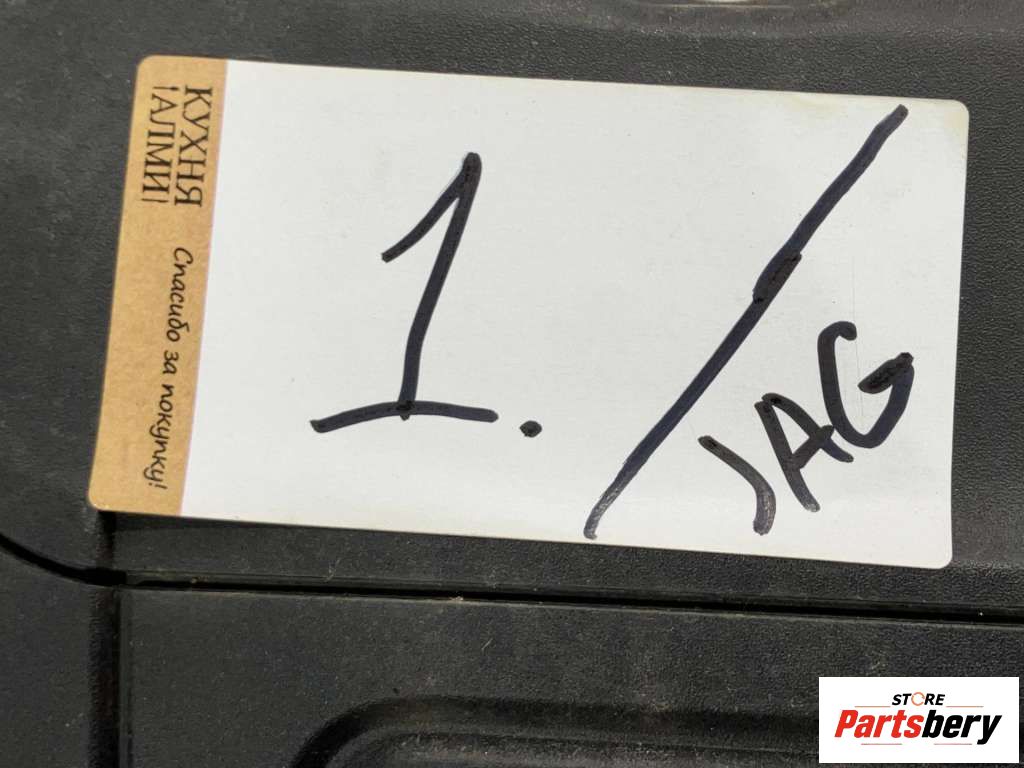 КУХНЯ
|АЛМИ|
Спасибо за покупку!
1.
/
JAG
STORE
Partsbery